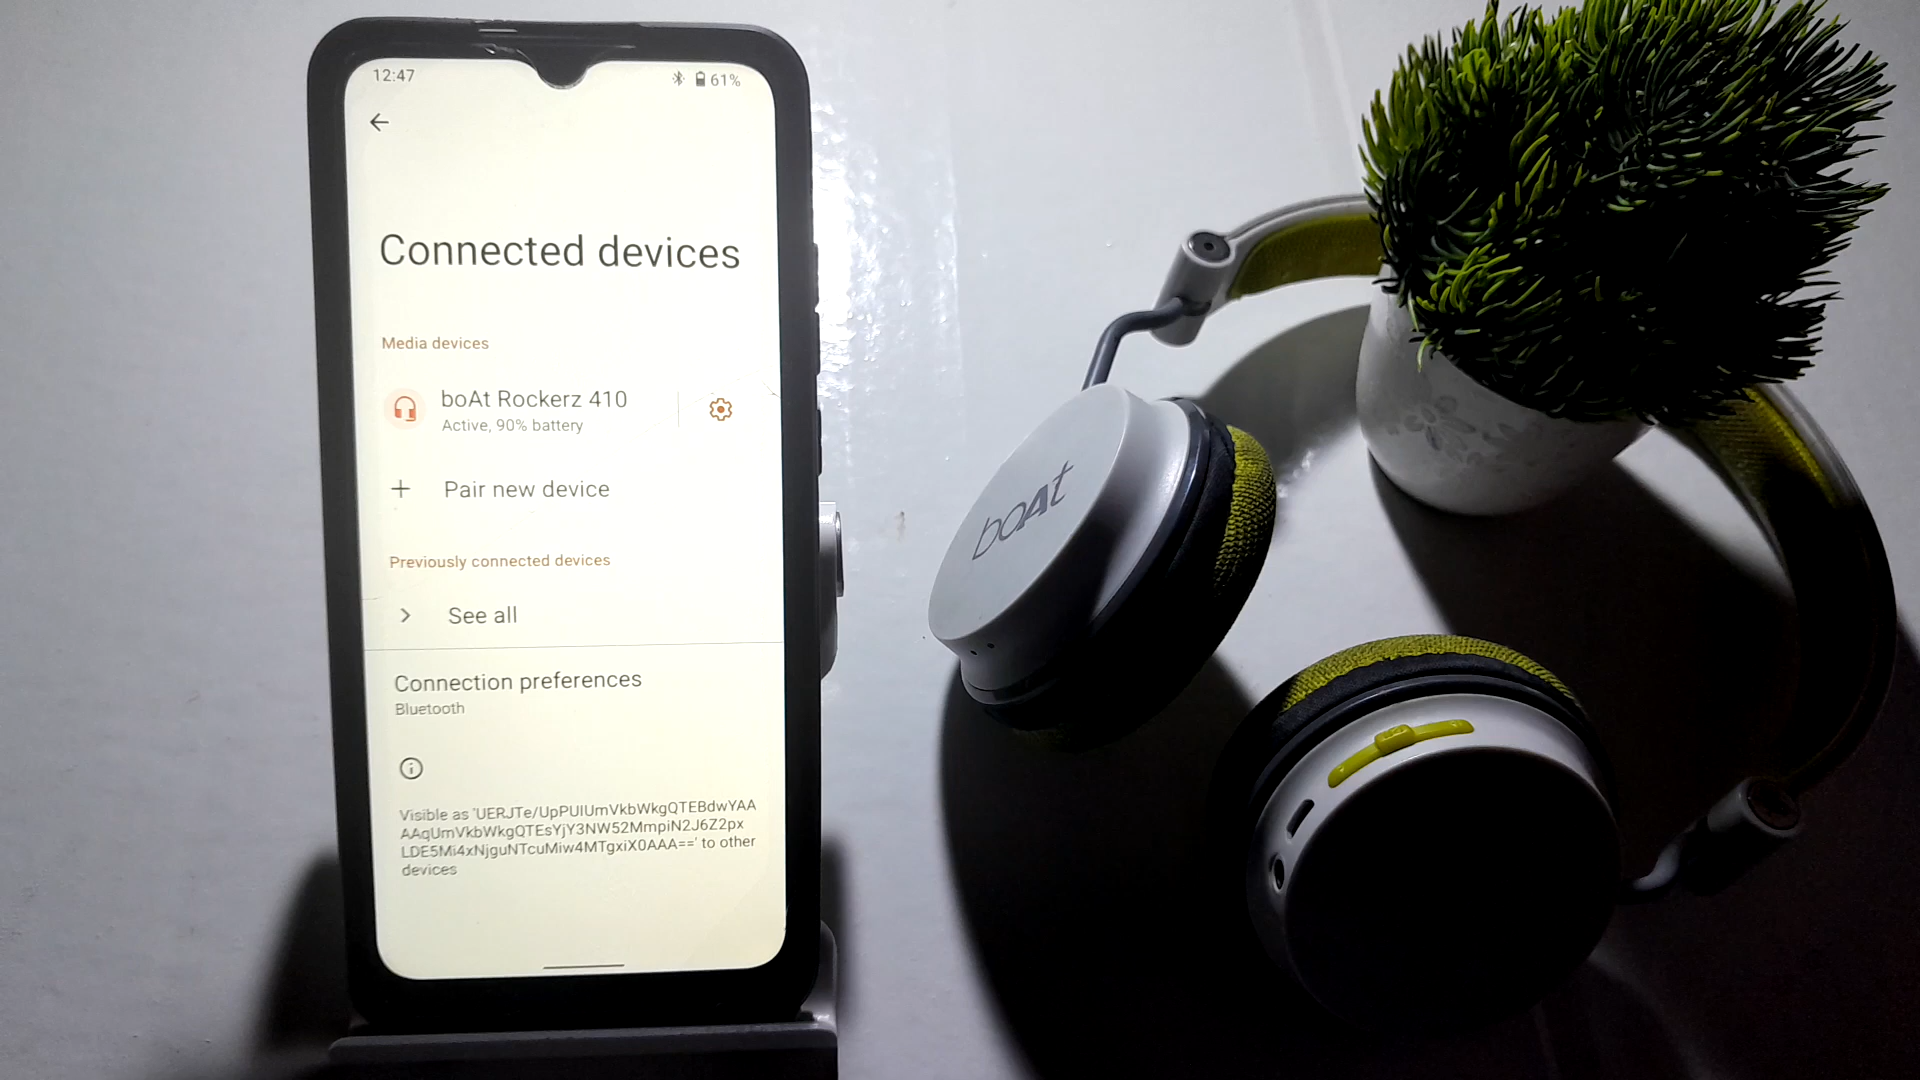 12:47
61%
Connected devices
Media devices
boAt Rockerz 410
Active, 90% battery
Pair new device
Previously connected devices
See all
Connection preferences
Bluetooth
Visible as 'UERJTe/UpPUIUmVkbWkgQTEBdwYAA
AAqUmVkbWkgQTEsYjY3NW52MmpiN2J6Z2px
LDE5Mi4xNjguNTcuMiw4MTgxiX0AAA==' to other
devices
boAt